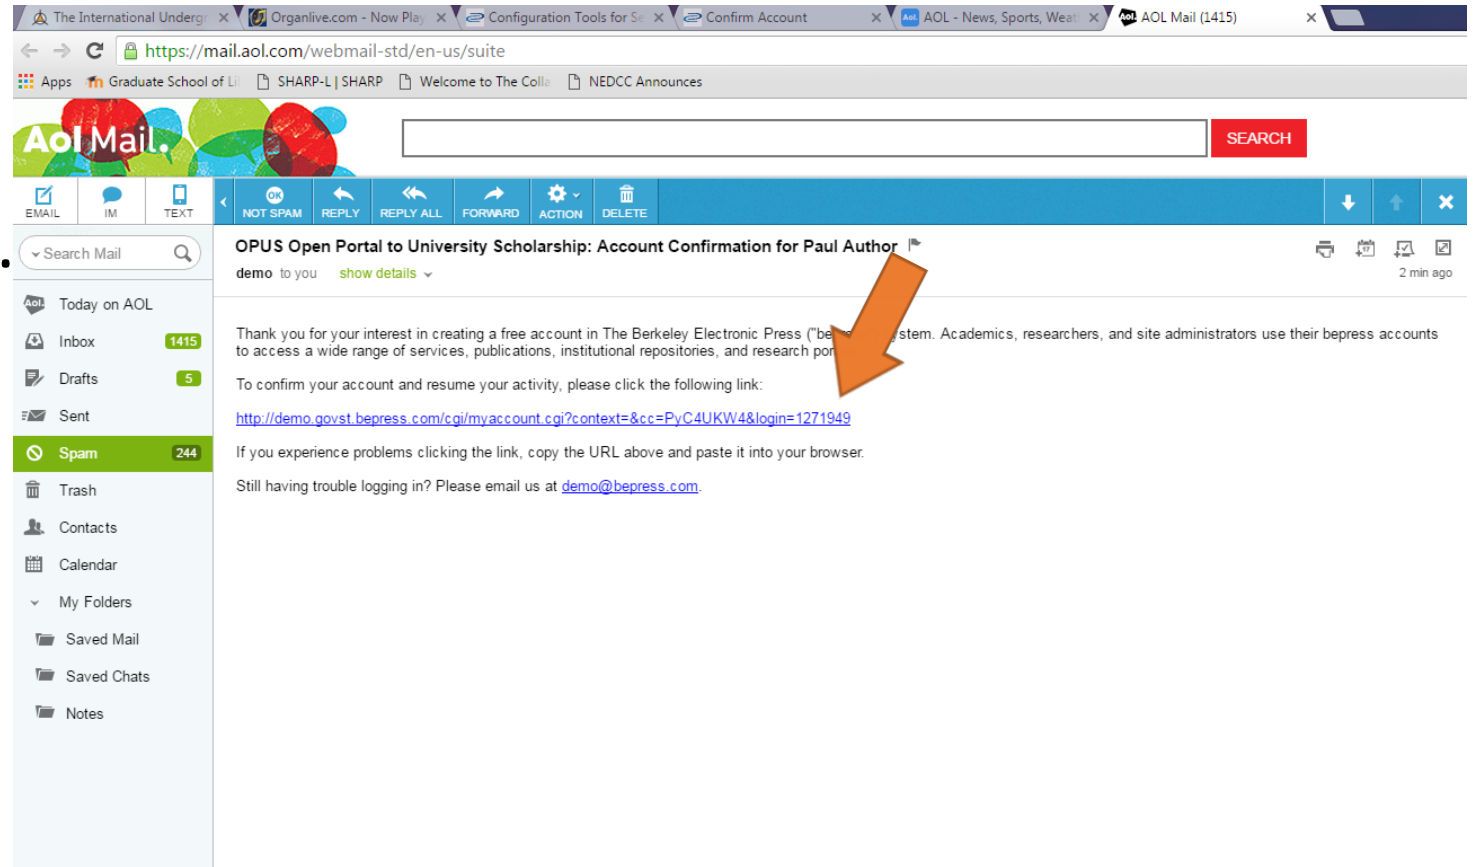 The International Undergr
Organlive.com - Now Play
Configuration Tools for Se
Confirm Account
AOL - News, Sports, Weat
AOL Mail (1415)
https://mail.aol.com/webmail-std/en-us/suite
Apps
Graduate School of Li
SHARP-L | SHARP
Welcome to The Colla
NEDCC Announces
Aol Mail.
SEARCH
EMAIL
IM
TEXT
OK
NOT SPAM
REPLY
REPLY ALL
FORWARD
ACTION
DELETE
Search Mail
OPUS Open Portal to University Scholarship: Account Confirmation for Paul Author
demo to you show details
2 min ago
Today on AOL
Inbox 1415
Drafts 5
Sent
Spam 244
Trash
Contacts
Calendar
My Folders
Saved Mail
Saved Chats
Notes
Thank you for your interest in creating a free account in The Berkeley Electronic Press ("be stem. Academics, researchers, and site administrators use their bepress accounts
to access a wide range of services, publications, institutional repositories, and research por
To confirm your account and resume your activity, please click the following link:
http://demo.govst.bepress.com/cgi/myaccount.cgi?context=&cc=PyC4UKW4&login=1271949
If you experience problems clicking the link, copy the URL above and paste it into your browser.
Still having trouble logging in? Please email us at demo@bepress.com.